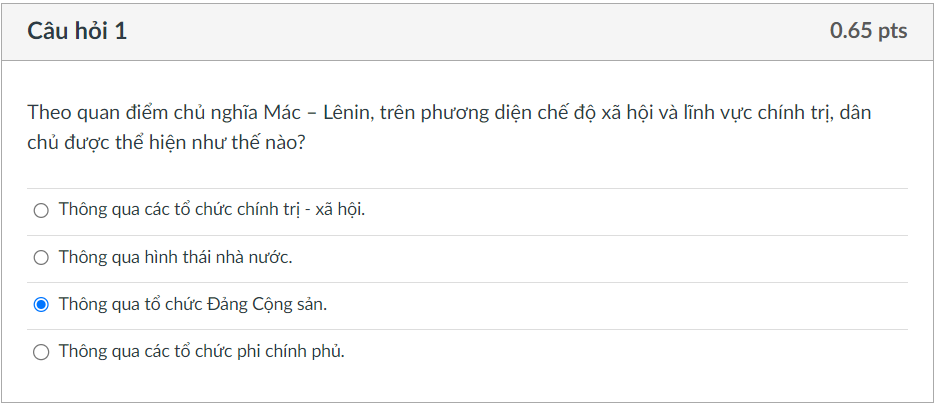 Câu hỏi 1
0.65 pts
Theo quan điểm chủ nghĩa Mác – Lênin, trên phương diện chế độ xã hội và lĩnh vực chính trị, dân
chủ được thể hiện như thế nào?
Thông qua các tổ chức chính trị - xã hội.
Thông qua hình thái nhà nước.
Thông qua tổ chức Đảng Cộng sản.
Thông qua các tổ chức phi chính phủ.